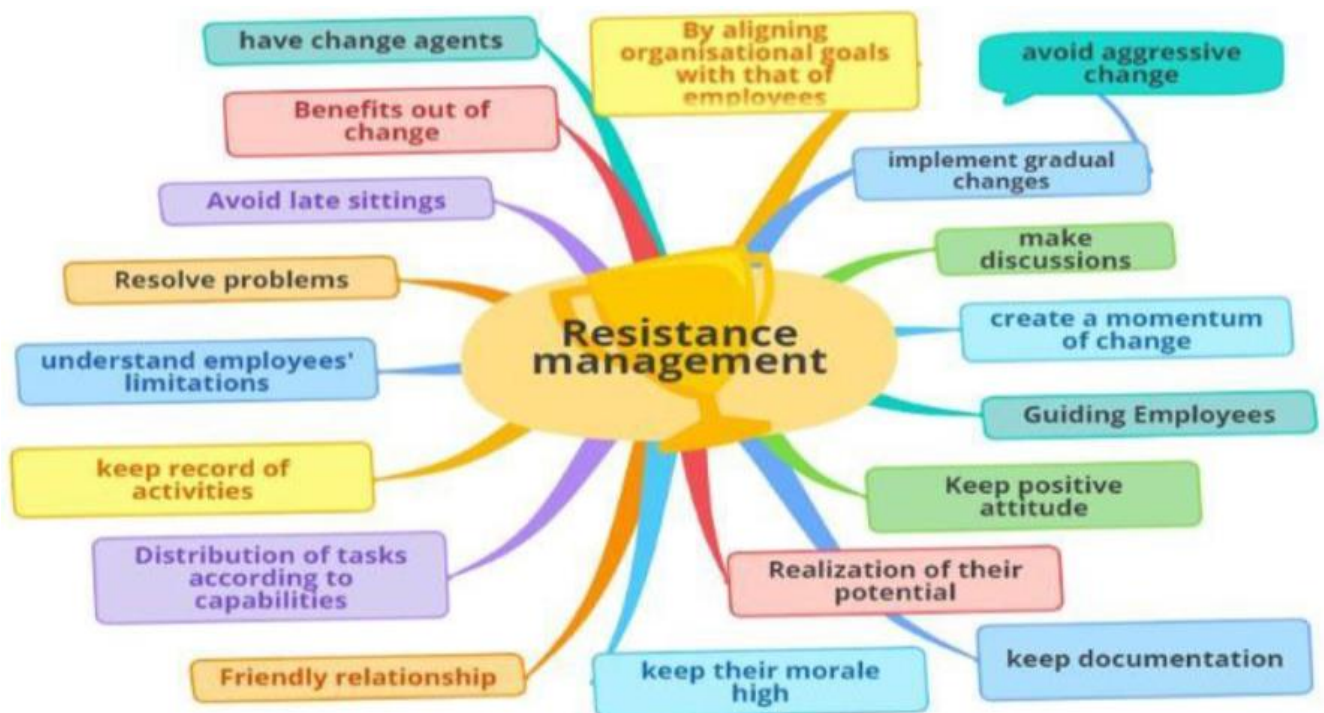 have change agents
By aligning
organisational goals
with that of
employees
avoid aggressive
change
Benefits out of
change
implement gradual
changes
Avoid late sittings
make
discussions
Resolve problems
create a momentum
of change
Resistance
management
understand employees'
limitations
Guiding Employees
keep record of
activities
Keep positive
attitude
Distribution of tasks
according to
capabilities
Realization of their
potential
Friendly relationship
keep their morale
high
keep documentation